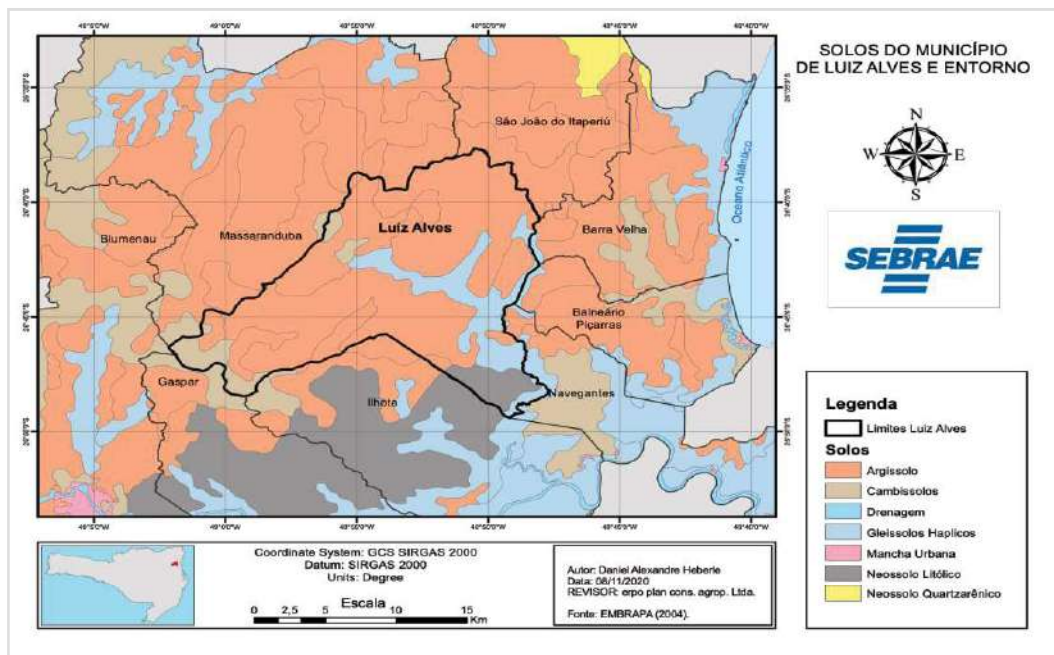 SOLOS DO MUNICÍPIO
DE LUIZ ALVES E ENTORNO
N
W
E
S
SEBRAE
São João do Itaperiú
Luiz Alves
Massaranduba
Blumenau
Barra Velha
Oceano Atlântico
Balneário
Piçarras
Gaspar
Ilhota
Navegantes
Legenda
Limites Luiz Alves
Solos
Argissolo
Cambissolos
Drenagem
Gleissolos Haplicos
Mancha Urbana
Neossolo Litólico
Neossolo Quartzarênico
Coordinate System: GCS SIRGAS 2000
Datum: SIRGAS 2000
Units: Degree
Escala
0 2,5 5 10 15
Km
Autor: Daniel Alexandre Heberle
Data: 08/11/2020
REVISOR: erpo plan cons. agrop. Ltda.
Fonte: EMBRAPA (2004).